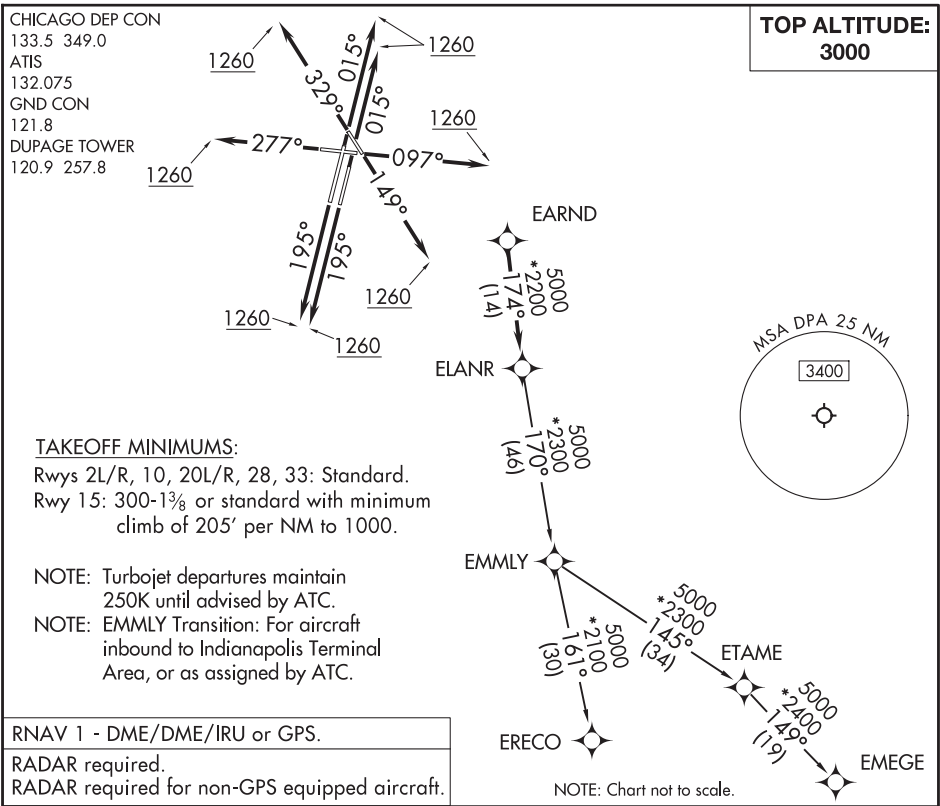 CHICAGO DEP CON
133.5 349.0
ATIS
132.075
GND CON
121.8
DUPAGE TOWER
120.9 257.8
TOP ALTITUDE:
3000
1260
1260
015°
015°
329°
1260
277°
097°
1260
149°
195°
195°
1260
1260
1260
EARND
5000
*2200
174°
(14)
ELANR
5000
*2300
170°
(46)
MSA DPA 25 NM
3400
TAKEOFF MINIMUMS:
Rwys 2L/R, 10, 20L/R, 28, 33: Standard.
Rwy 15: 300-1⅜ or standard with minimum
climb of 205' per NM to 1000.
NOTE: Turbojet departures maintain
250K until advised by ATC.
NOTE: EMMLY Transition: For aircraft
inbound to Indianapolis Terminal
Area, or as assigned by ATC.
EMMLY
5000
*2300
145°
(34)
5000
*2100
161°
(30)
ETAME
5000
*2400
149°
(19)
ERECO
EMEGE
RNAV 1 - DME/DME/IRU or GPS.
RADAR required.
RADAR required for non-GPS equipped aircraft.
NOTE: Chart not to scale.